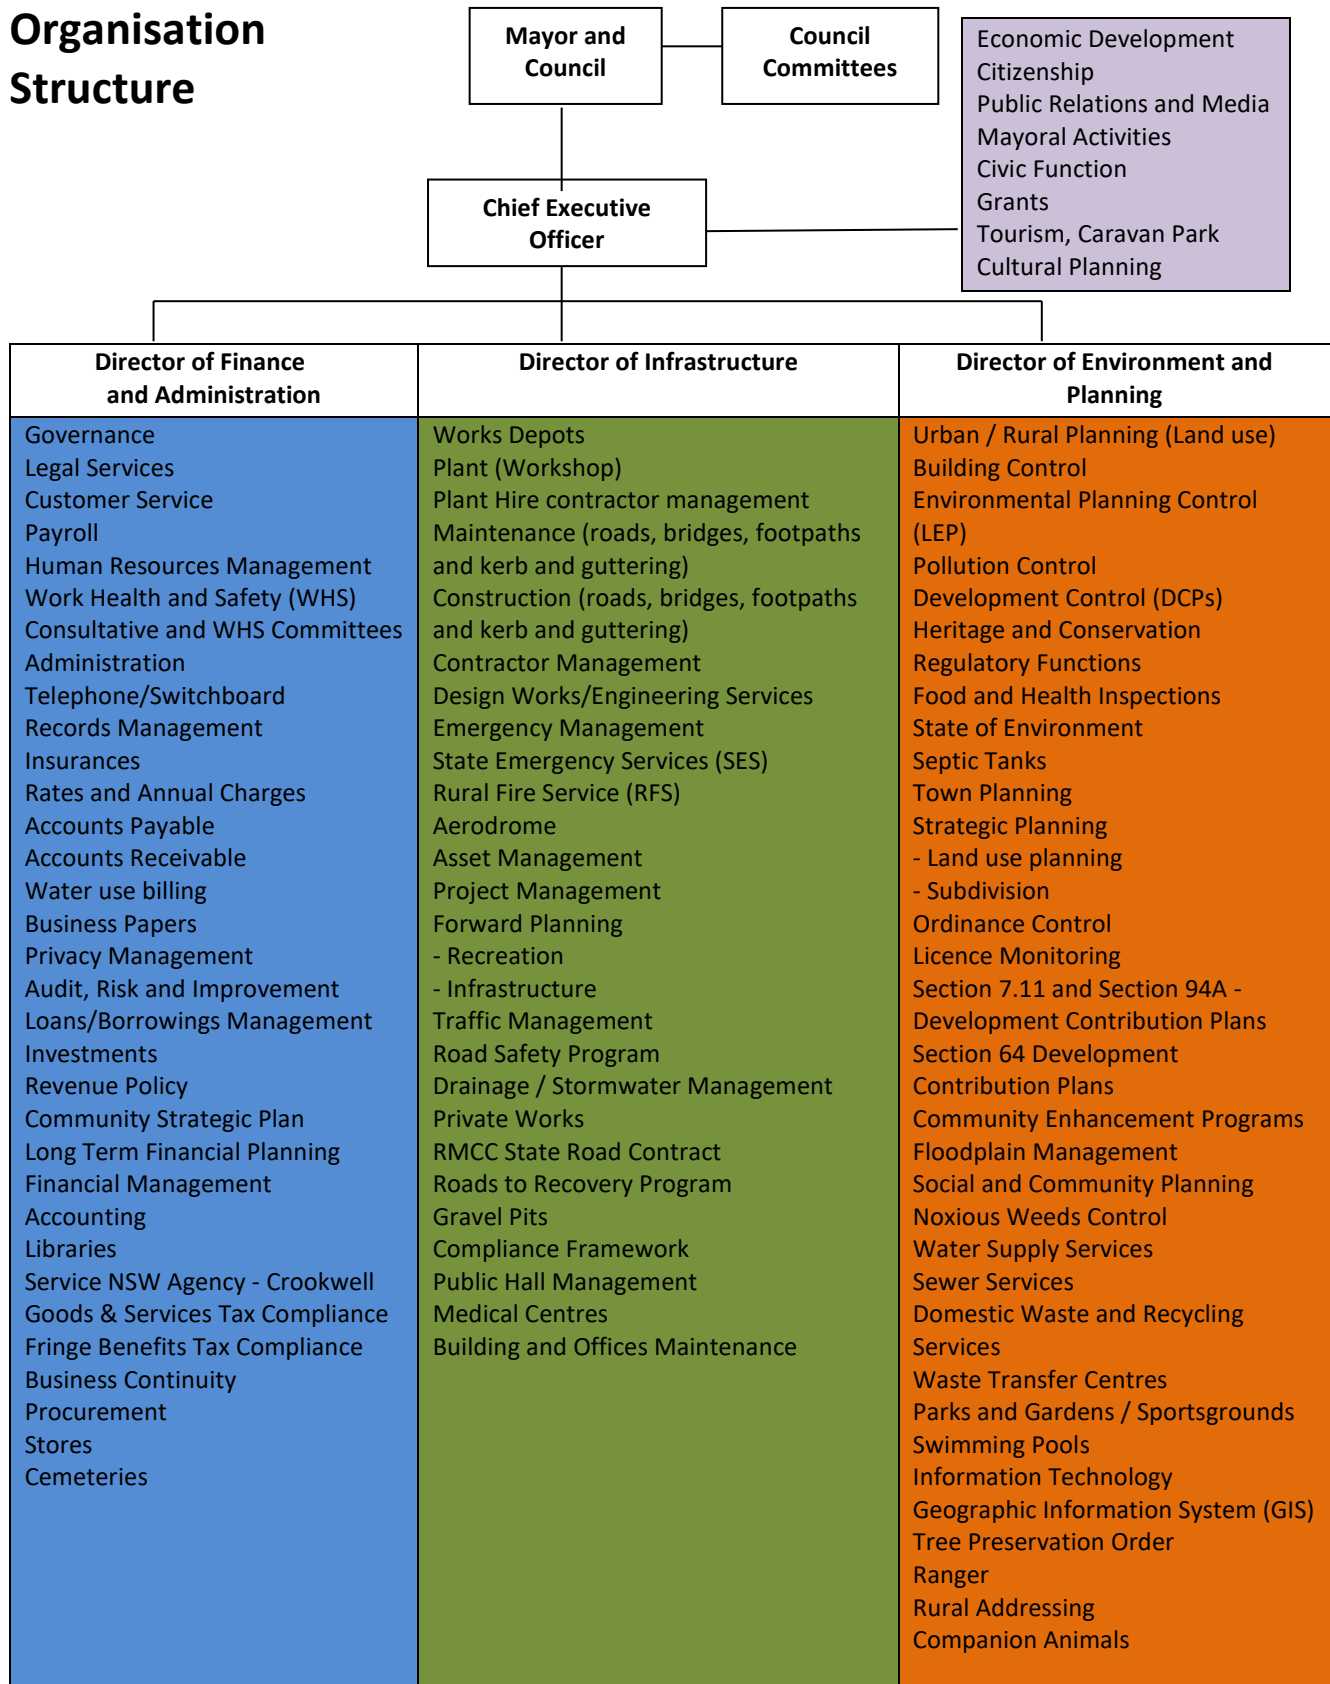 Organisation
Structure
Mayor and
Council
Council
Committees
Economic Development
Citizenship
Public Relations and Media
Mayoral Activities
Civic Function
Grants
Tourism, Caravan Park
Cultural Planning
Chief Executive
Officer
Director of Finance
and Administration
Governance
Legal Services
Customer Service
Payroll
Human Resources Management
Work Health and Safety (WHS)
Consultative and WHS Committees
Administration
Telephone/Switchboard
Records Management
Insurances
Rates and Annual Charges
Accounts Payable
Accounts Receivable
Water use billing
Business Papers
Privacy Management
Audit, Risk and Improvement
Loans/Borrowings Management
Investments
Revenue Policy
Community Strategic Plan
Long Term Financial Planning
Financial Management
Accounting
Libraries
Service NSW Agency - Crookwell
Goods & Services Tax Compliance
Fringe Benefits Tax Compliance
Business Continuity
Procurement
Stores
Cemeteries
Director of Infrastructure
Works Depots
Plant (Workshop)
Plant Hire contractor management
Maintenance (roads, bridges, footpaths
and kerb and guttering)
Construction (roads, bridges, footpaths
and kerb and guttering)
Contractor Management
Design Works/Engineering Services
Emergency Management
State Emergency Services (SES)
Rural Fire Service (RFS)
Aerodrome
Asset Management
Project Management
Forward Planning
- Recreation
- Infrastructure
Traffic Management
Road Safety Program
Drainage / Stormwater Management
Private Works
RMCC State Road Contract
Roads to Recovery Program
Gravel Pits
Compliance Framework
Public Hall Management
Medical Centres
Building and Offices Maintenance
Director of Environment and
Planning
Urban / Rural Planning (Land use)
Building Control
Environmental Planning Control
(LEP)
Pollution Control
Development Control (DCPs)
Heritage and Conservation
Regulatory Functions
Food and Health Inspections
State of Environment
Septic Tanks
Town Planning
Strategic Planning
- Land use planning
- Subdivision
Ordinance Control
Licence Monitoring
Section 7.11 and Section 94A -
Development Contribution Plans
Section 64 Development
Contribution Plans
Community Enhancement Programs
Floodplain Management
Social and Community Planning
Noxious Weeds Control
Water Supply Services
Sewer Services
Domestic Waste and Recycling
Services
Waste Transfer Centres
Parks and Gardens / Sportsgrounds
Swimming Pools
Information Technology
Geographic Information System (GIS)
Tree Preservation Order
Ranger
Rural Addressing
Companion Animals